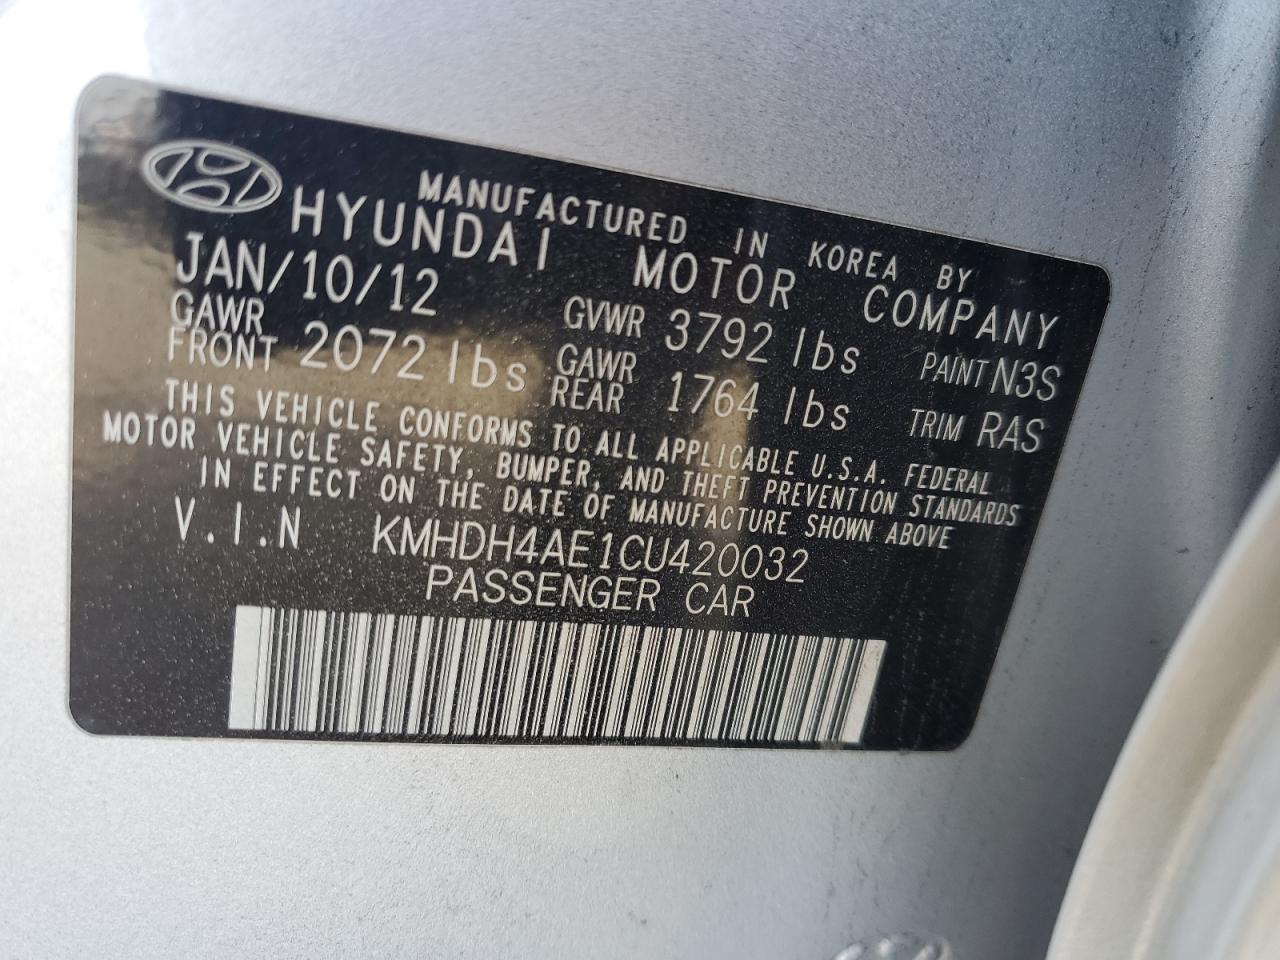 MANUFACTURED IN KOREA BY
HYUNDAI MOTOR COMPANY
JAN/10/12 GVWR 3792 lbs PAINT N3S
GAWR FRONT 2072 lbs GAWR REAR 1764 lbs TRIM RAS
THIS VEHICLE CONFORMS TO ALL APPLICABLE U.S.A. FEDERAL
MOTOR VEHICLE SAFETY, BUMPER, AND THEFT PREVENTION STANDARDS
IN EFFECT ON THE DATE OF MANUFACTURE SHOWN ABOVE
V.I.N KMHDH4AE1CU420032
PASSENGER CAR